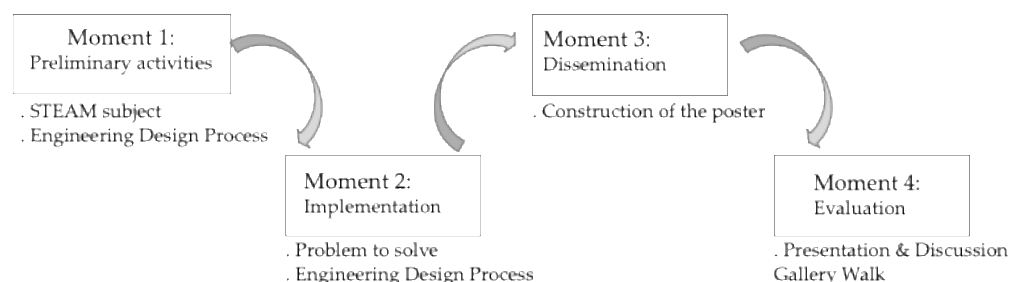 Moment 1:
Preliminary activities
. STEAM subject
. Engineering Design Process
Moment 2:
Implementation
. Problem to solve
. Engineering Design Process
Moment 3:
Dissemination
. Construction of the poster
Moment 4:
Evaluation
. Presentation & Discussion
Gallery Walk